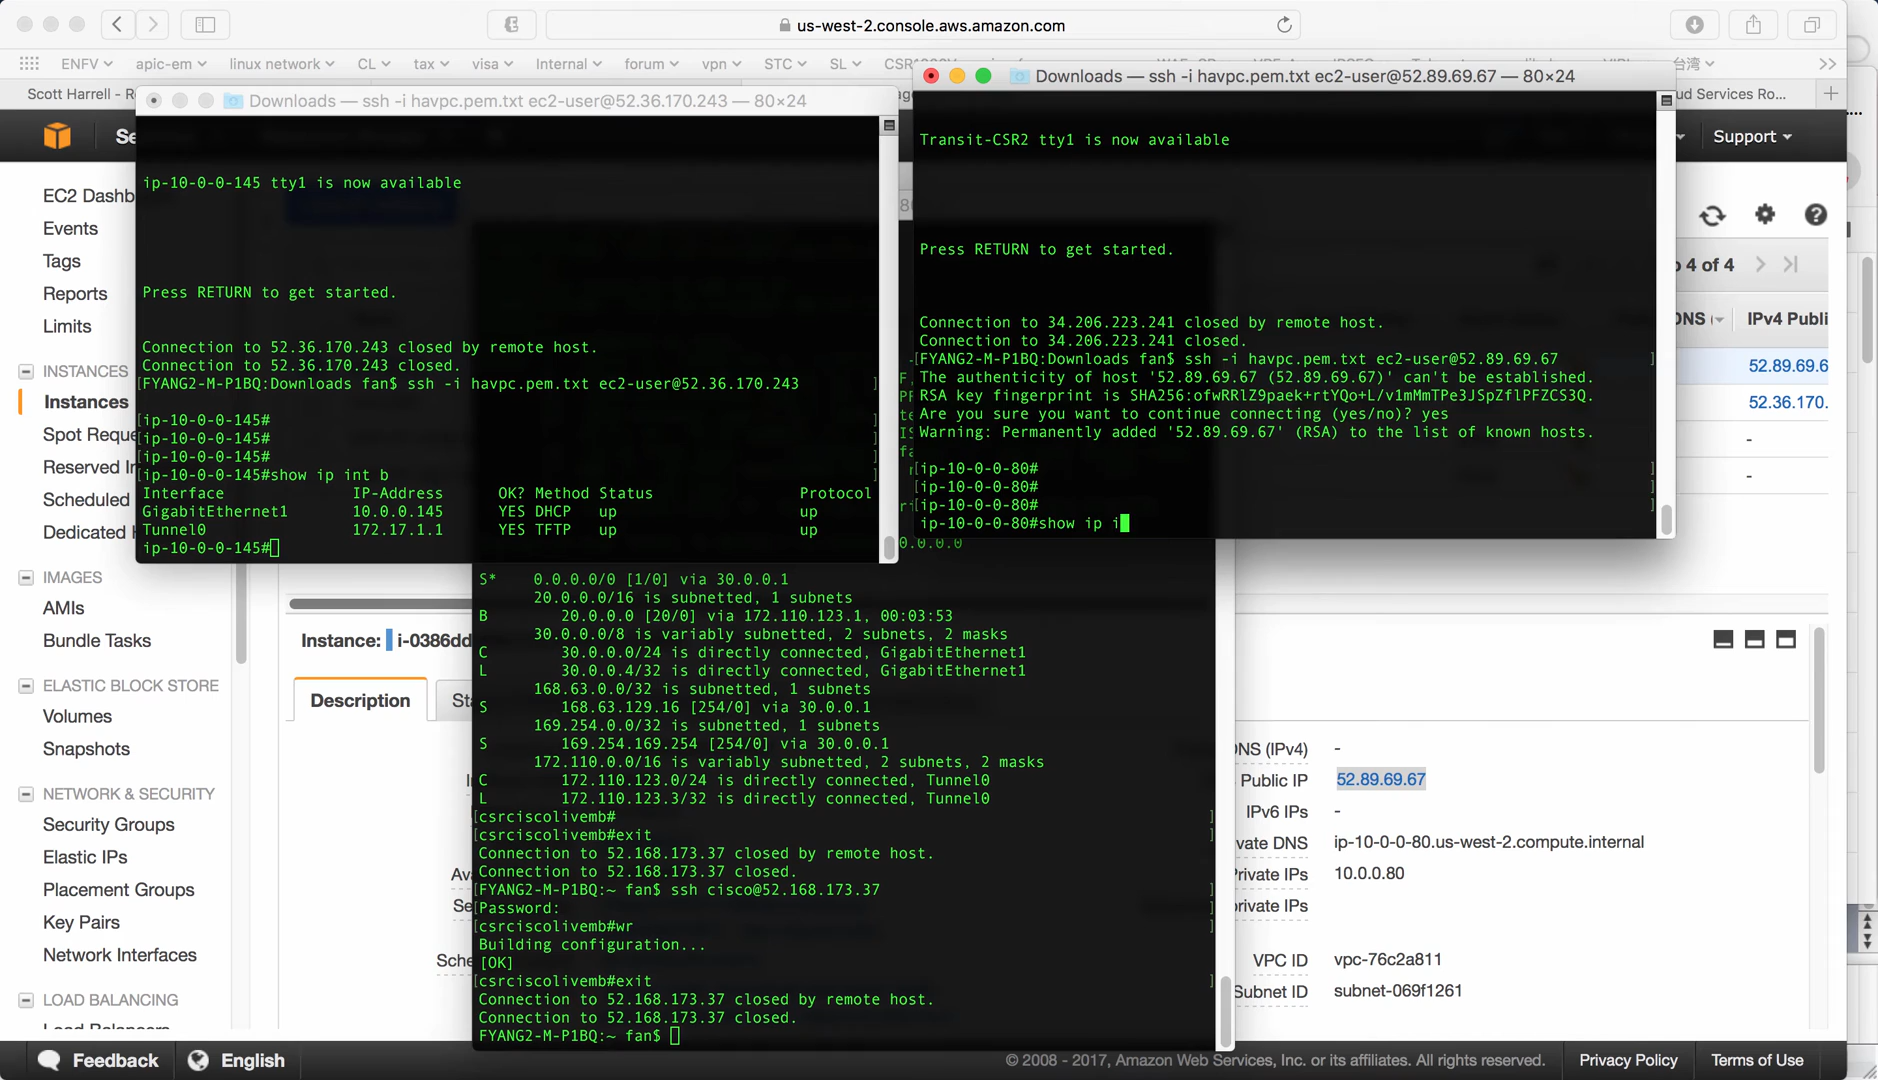 us-west-2.console.aws.amazon.com
ENFV apic-em linux network CL tax visa Internal forum vpn STC SL
台湾
Scott Harrell - R
ud Services Ro...
Downloads — ssh -i havpc.pem.txt ec2-user@52.36.170.243 — 80×24
Support
ip-10-0-0-145 tty1 is now available
Press RETURN to get started.
Connection to 52.36.170.243 closed by remote host.
Connection to 52.36.170.243 closed.
[FYANG2-M-P1BQ:Downloads fan$ ssh -i havpc.pem.txt ec2-user@52.36.170.243 ]
[ip-10-0-0-145# ]
[ip-10-0-0-145# ]
[ip-10-0-0-145# ]
[ip-10-0-0-145#show ip int b ]
Interface IP-Address OK? Method Status Protocol
GigabitEthernet1 10.0.0.145 YES DHCP up up
Tunnel0 172.17.1.1 YES TFTP up up
ip-10-0-0-145#
Downloads — ssh -i havpc.pem.txt ec2-user@52.89.69.67 — 80×24
Transit-CSR2 tty1 is now available
Press RETURN to get started.
Connection to 34.206.223.241 closed by remote host.
Connection to 34.206.223.241 closed.
[FYANG2-M-P1BQ:Downloads fan$ ssh -i havpc.pem.txt ec2-user@52.89.69.67 ]
The authenticity of host '52.89.69.67 (52.89.69.67)' can't be established.
RSA key fingerprint is SHA256:ofwRRlZ9paek+rtYQo+L/v1mMmTPe3JSpZflPFZCS3Q.
Are you sure you want to continue connecting (yes/no)? yes
Warning: Permanently added '52.89.69.67' (RSA) to the list of known hosts.
[ip-10-0-0-80# ]
[ip-10-0-0-80# ]
[ip-10-0-0-80# ]
ip-10-0-0-80#show ip i
0.0.0.0
S* 0.0.0.0/0 [1/0] via 30.0.0.1
20.0.0.0/16 is subnetted, 1 subnets
B 20.0.0.0 [20/0] via 172.110.123.1, 00:03:53
30.0.0.0/8 is variably subnetted, 2 subnets, 2 masks
C 30.0.0.0/24 is directly connected, GigabitEthernet1
L 30.0.0.4/32 is directly connected, GigabitEthernet1
168.63.0.0/32 is subnetted, 1 subnets
S 168.63.129.16 [254/0] via 30.0.0.1
169.254.0.0/32 is subnetted, 1 subnets
S 169.254.169.254 [254/0] via 30.0.0.1
172.110.0.0/16 is variably subnetted, 2 subnets, 2 masks
C 172.110.123.0/24 is directly connected, Tunnel0
L 172.110.123.3/32 is directly connected, Tunnel0
[csrciscolivemb# ]
[csrciscolivemb#exit ]
Connection to 52.168.173.37 closed by remote host.
Connection to 52.168.173.37 closed.
[FYANG2-M-P1BQ:~ fan$ ssh cisco@52.168.173.37 ]
[Password: ]
[csrciscolivemb#wr ]
Building configuration...
[OK]
[csrciscolivemb#exit ]
Connection to 52.168.173.37 closed by remote host.
Connection to 52.168.173.37 closed.
FYANG2-M-P1BQ:~ fan$
EC2 Dashb
Events
Tags
Reports
Limits
INSTANCES
Instances
Spot Reque
Reserved In
Scheduled
Dedicated H
IMAGES
AMIs
Bundle Tasks
ELASTIC BLOCK STORE
Volumes
Snapshots
NETWORK & SECURITY
Security Groups
Elastic IPs
Placement Groups
Key Pairs
Network Interfaces
LOAD BALANCING
Load Balancers
o 4 of 4
DNS (
IPv4 Publi
52.89.69.6
52.36.170.
-
-
Instance: i-0386dd
Description
Sta
DNS (IPv4) -
Public IP 52.89.69.67
IPv6 IPs -
vate DNS ip-10-0-0-80.us-west-2.compute.internal
Private IPs 10.0.0.80
private IPs
VPC ID vpc-76c2a811
Subnet ID subnet-069f1261
Ava
Se
Sche
Feedback
English
© 2008 - 2017, Amazon Web Services, Inc. or its affiliates. All rights reserved.
Privacy Policy
Terms of Use